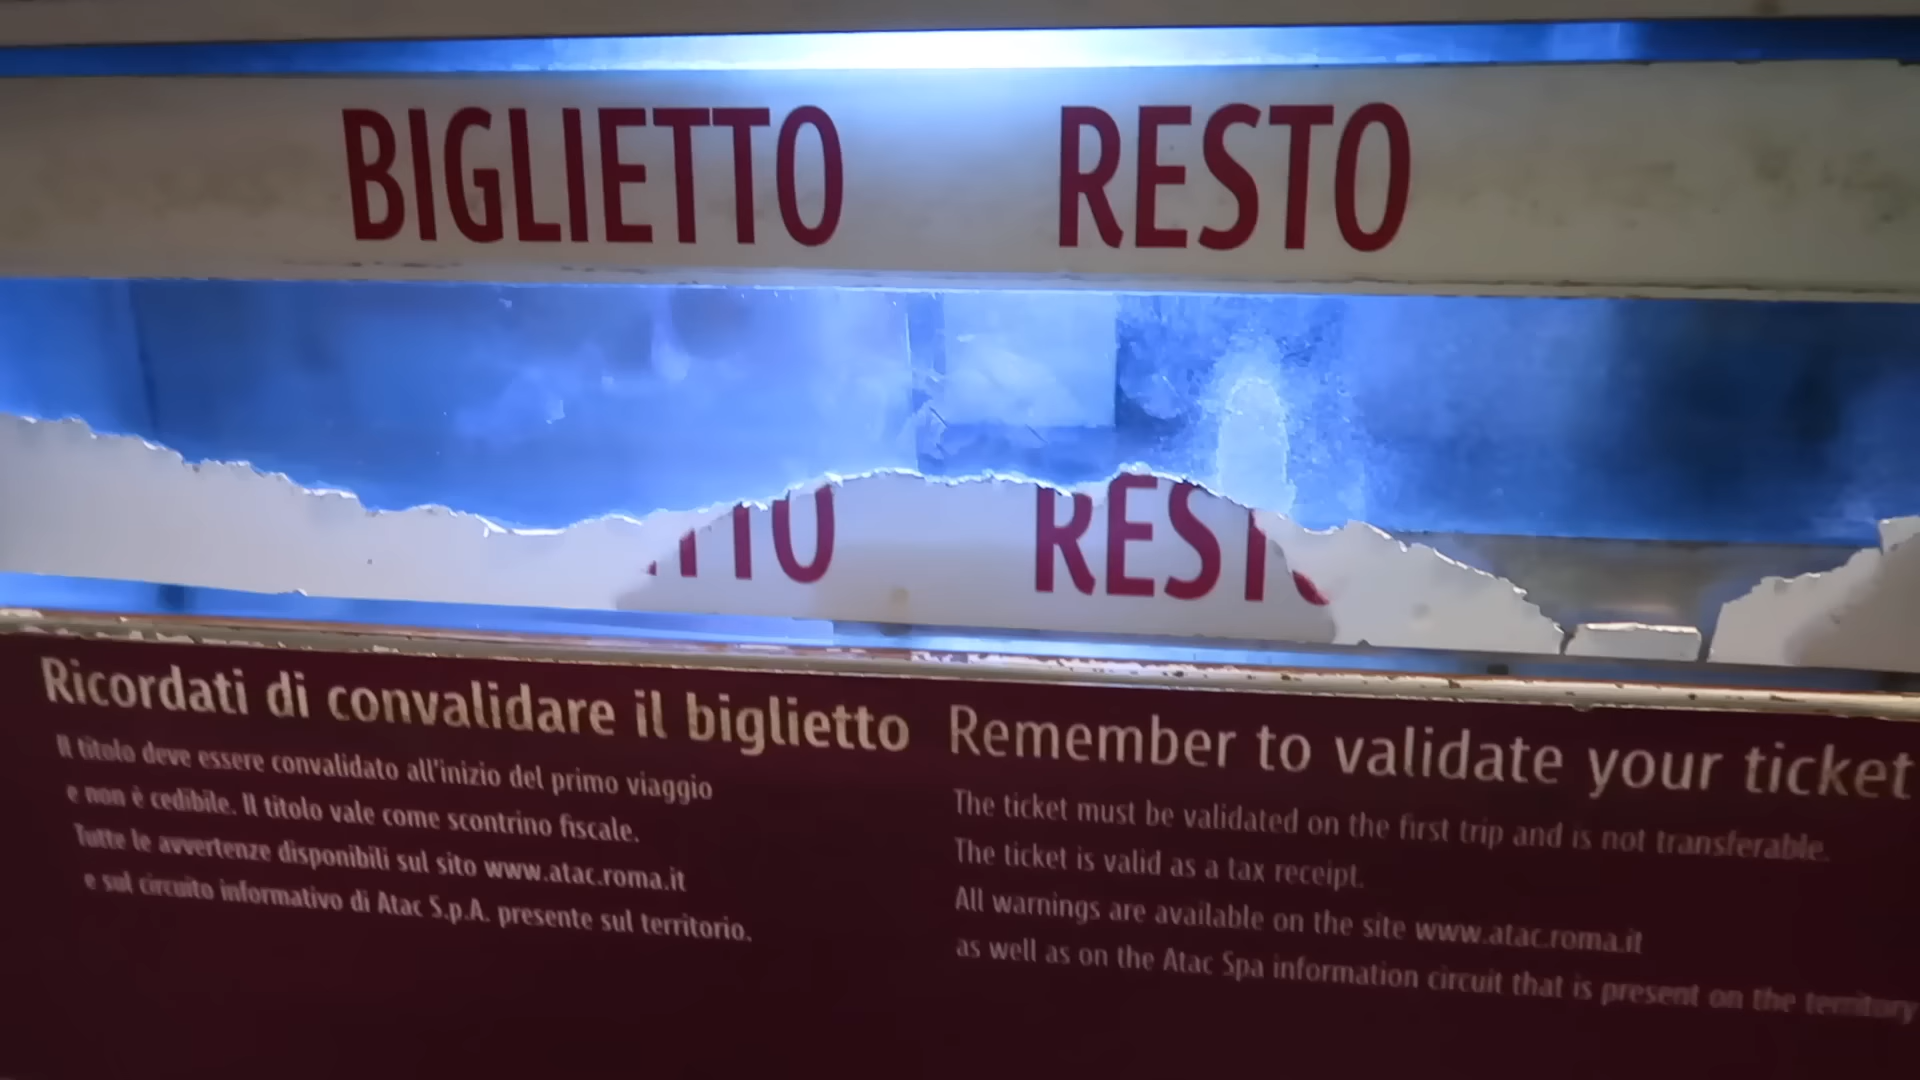 BIGLIETTO RESTO
TTO REST
Ricordati di convalidare il biglietto
Il titolo deve essere convalidato all'inizio del primo viaggio
e non è cedibile. Il titolo vale come scontrino fiscale.
Tutte le avvertenze disponibili sul sito www.atac.roma.it
e sul circuito informativo di Atac S.p.A. presente sul territorio.
Remember to validate your ticket
The ticket must be validated on the first trip and is not transferable.
The ticket is valid as a tax receipt.
All warnings are available on the site www.atac.roma.it
as well as on the Atac Spa information circuit that is present on the territory